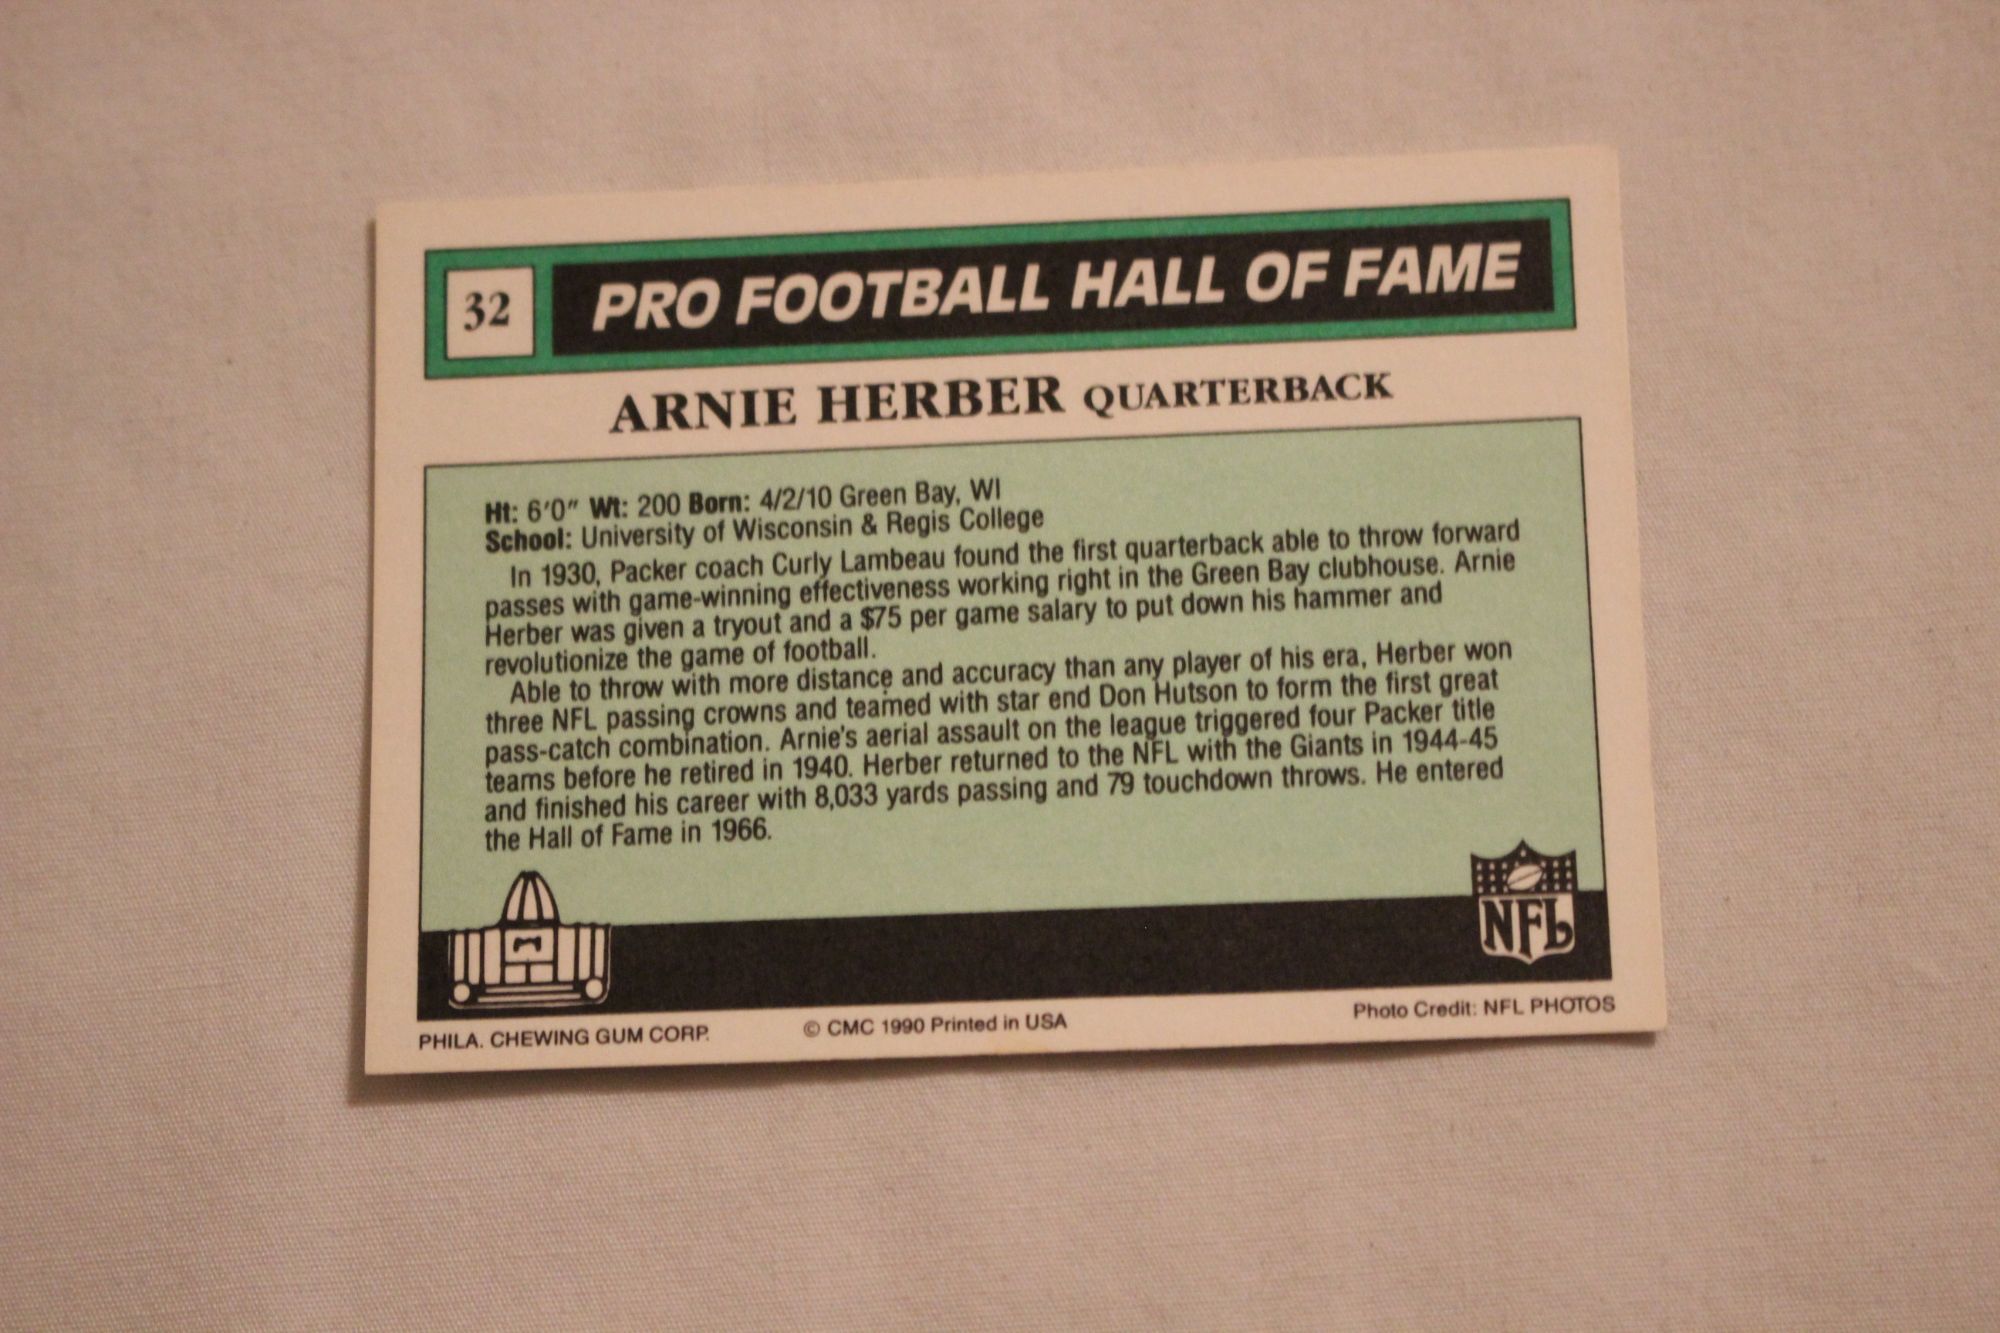 32
PRO FOOTBALL HALL OF FAME
ARNIE HERBER QUARTERBACK
Ht: 6'0" Wt: 200 Born: 4/2/10 Green Bay, WI
School: University of Wisconsin & Regis College
In 1930, Packer coach Curly Lambeau found the first quarterback able to throw forward
passes with game-winning effectiveness working right in the Green Bay clubhouse. Arnie
Herber was given a tryout and a $75 per game salary to put down his hammer and
revolutionize the game of football.
Able to throw with more distance and accuracy than any player of his era, Herber won
three NFL passing crowns and teamed with star end Don Hutson to form the first great
pass-catch combination. Arnie's aerial assault on the league triggered four Packer title
teams before he retired in 1940. Herber returned to the NFL with the Giants in 1944-45
and finished his career with 8,033 yards passing and 79 touchdown throws. He entered
the Hall of Fame in 1966.
NFL
PHILA. CHEWING GUM CORP.
© CMC 1990 Printed in USA
Photo Credit: NFL PHOTOS